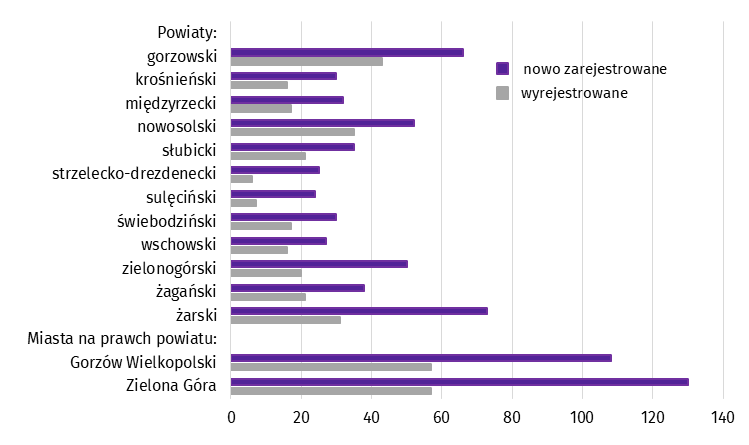 Powiaty:
gorzowski
krośnieński
międzyrzecki
nowosolski
słubicki
strzelecko-drezdenecki
sulęciński
świebodziński
wschowski
zielonogórski
żagański
żarski
Miasta na prawch powiatu:
Gorzów Wielkopolski
Zielona Góra
nowo zarejestrowane
wyrejestrowane
0 20 40 60 80 100 120 140